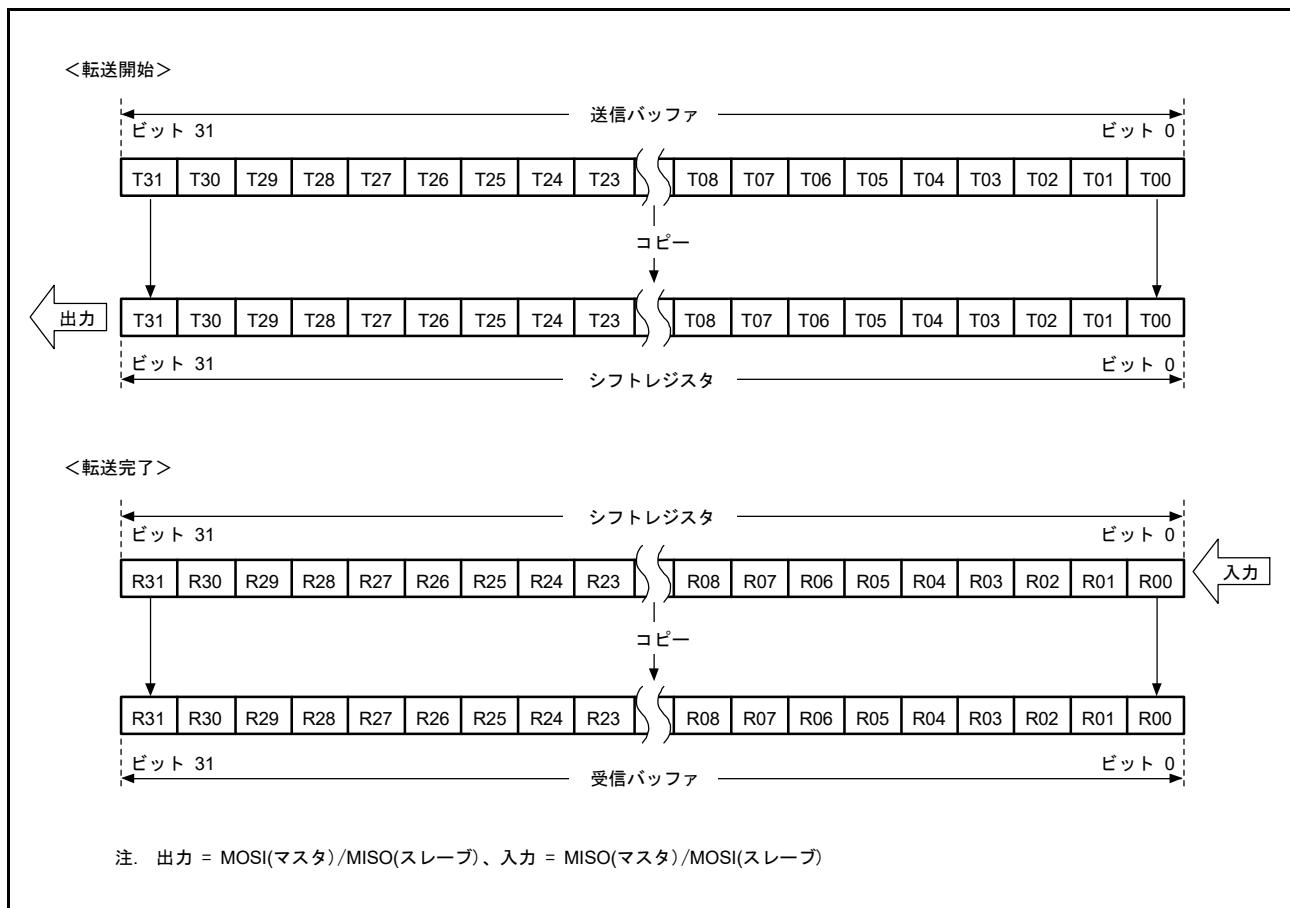 ＜転送開始＞
送信バッファ
ビット 31 ビット 0
T31 T30 T29 T28 T27 T26 T25 T24 T23 T08 T07 T06 T05 T04 T03 T02 T01 T00
コピー
出力 T31 T30 T29 T28 T27 T26 T25 T24 T23 T08 T07 T06 T05 T04 T03 T02 T01 T00
ビット 31 ビット 0
シフトレジスタ
＜転送完了＞
シフトレジスタ
ビット 31 ビット 0
R31 R30 R29 R28 R27 R26 R25 R24 R23 R08 R07 R06 R05 R04 R03 R02 R01 R00 入力
コピー
R31 R30 R29 R28 R27 R26 R25 R24 R23 R08 R07 R06 R05 R04 R03 R02 R01 R00
ビット 31 ビット 0
受信バッファ
注. 出力 = MOSI(マスタ)/MISO(スレーブ)、入力 = MISO(マスタ)/MOSI(スレーブ)